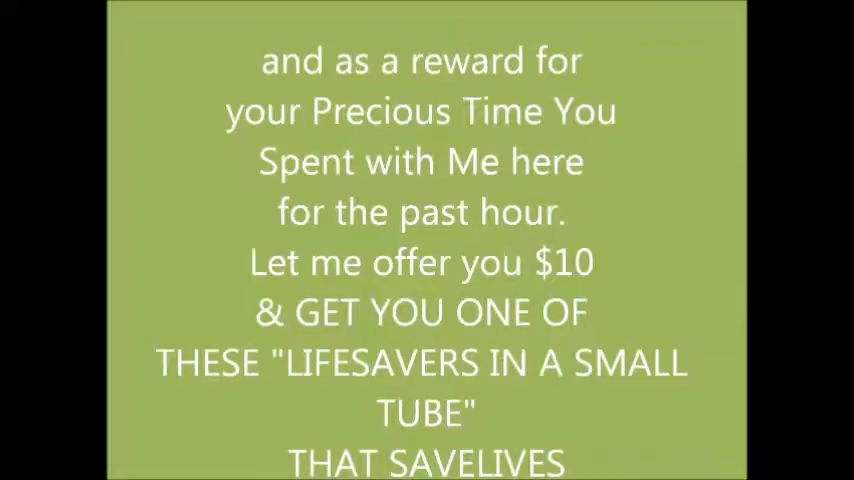 and as a reward for
your Precious Time You
Spent with Me here
for the past hour.
Let me offer you $10
& GET YOU ONE OF
THESE "LIFESAVERS IN A SMALL
TUBE"
THAT SAVELIVES